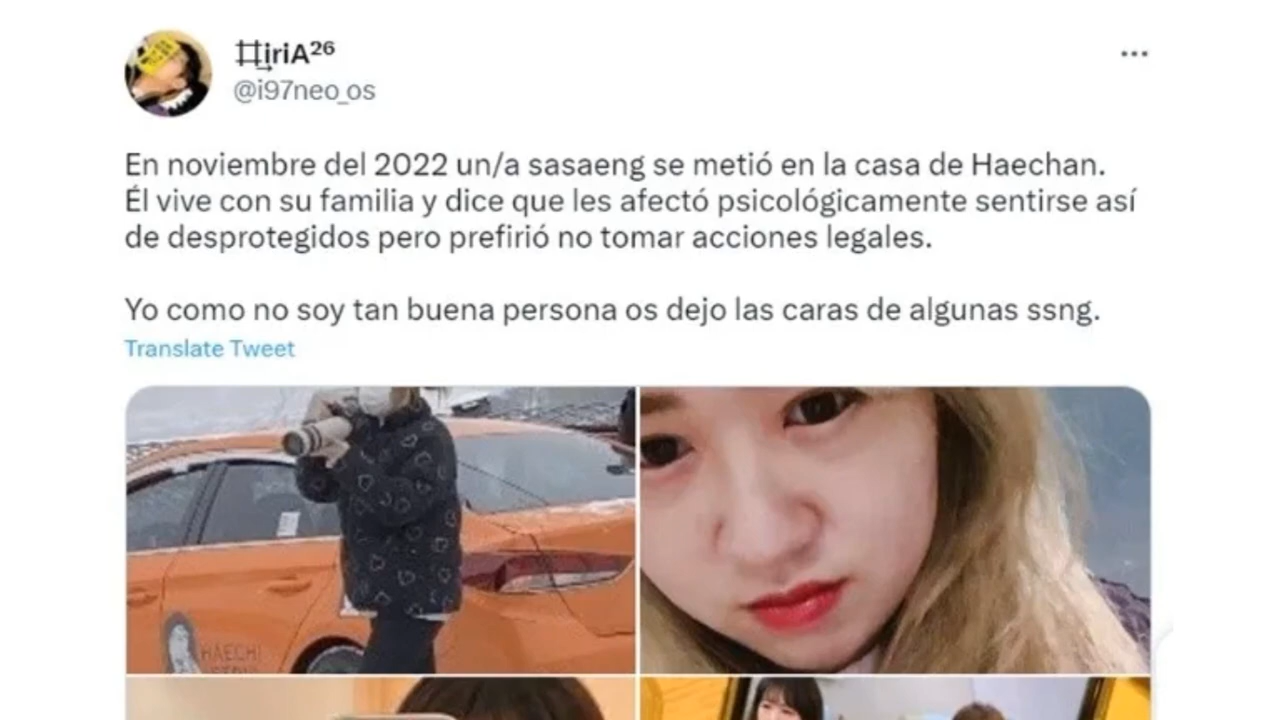 iriA²⁶
@i97neo_os
En noviembre del 2022 un/a sasaeng se metió en la casa de Haechan.
Él vive con su familia y dice que les afectó psicológicamente sentirse así
de desprotegidos pero prefirió no tomar acciones legales.
Yo como no soy tan buena persona os dejo las caras de algunas ssng.
Translate Tweet
HAECHI